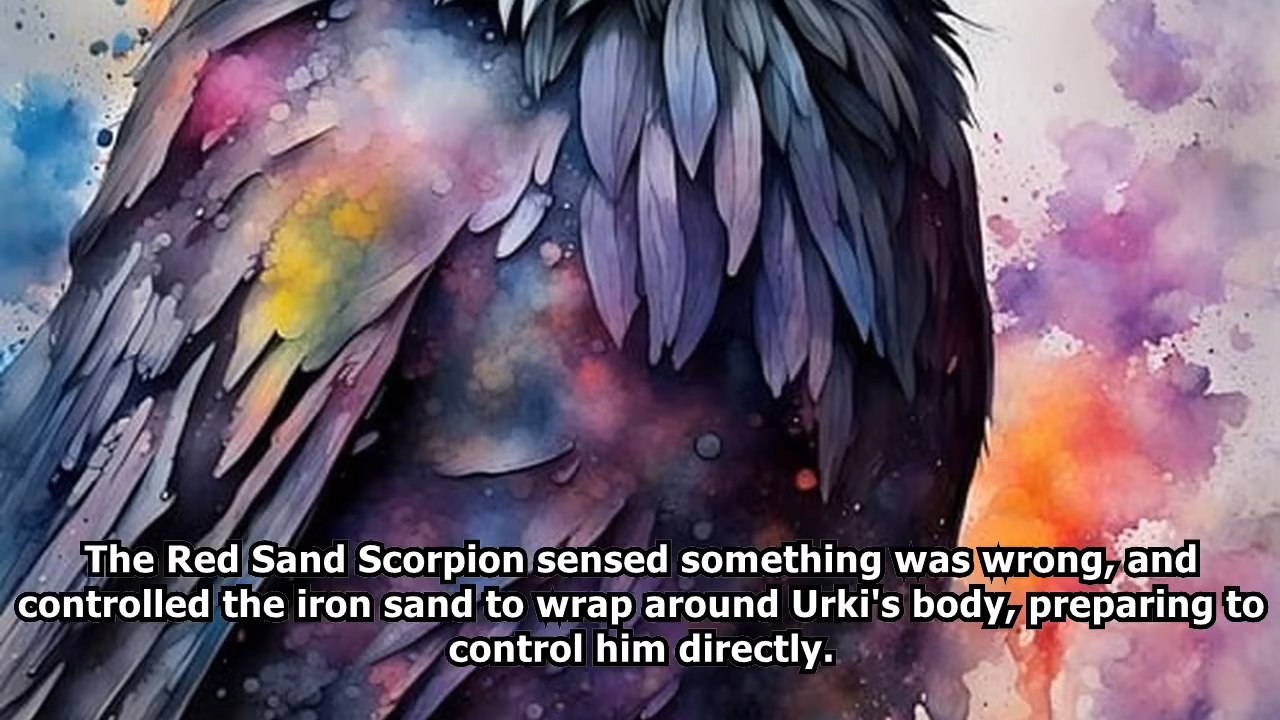 The Red Sand Scorpion sensed something was wrong, and
controlled the iron sand to wrap around Urki's body, preparing to
control him directly.